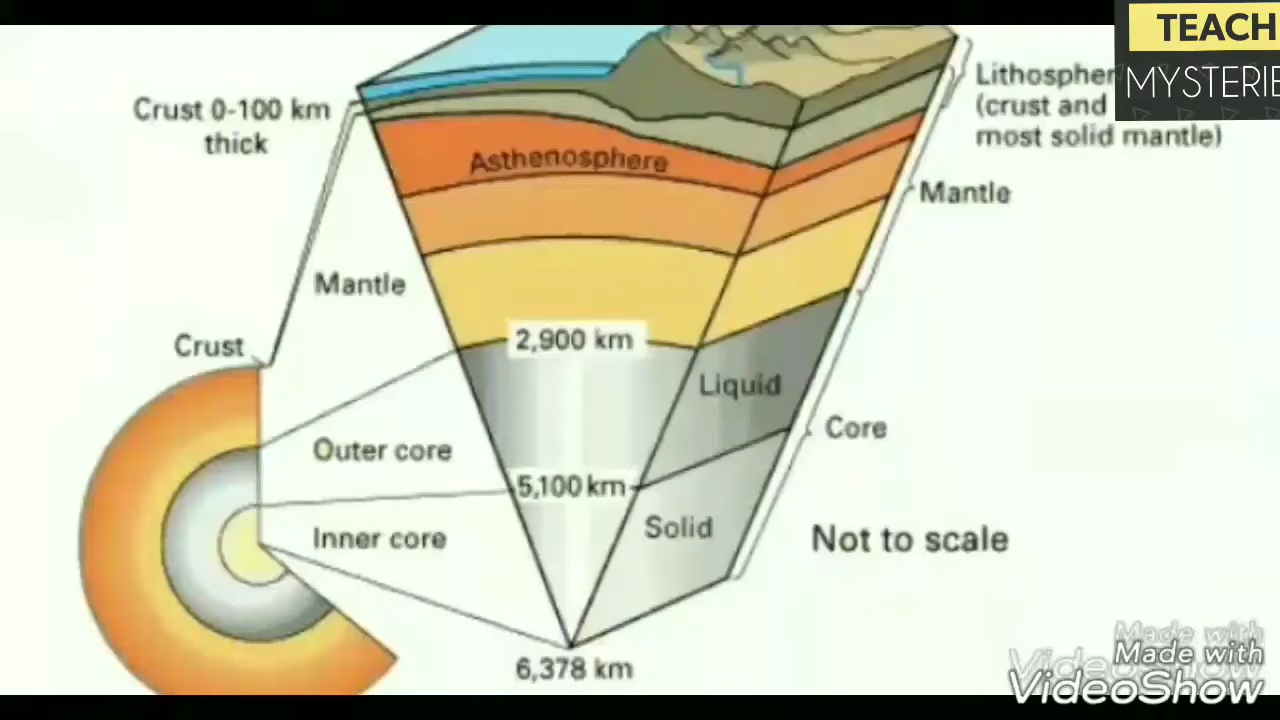 TEACH
MYSTERIE
Lithospher
(crust and
most solid mantle)
Crust 0-100 km
thick
Asthenosphere
Mantle
Mantle
Crust
2,900 km
Liquid
Core
Outer core
5,100 km
Solid
Inner core
Not to scale
6,378 km
Made with
Made with
VideoShow
VideoShow